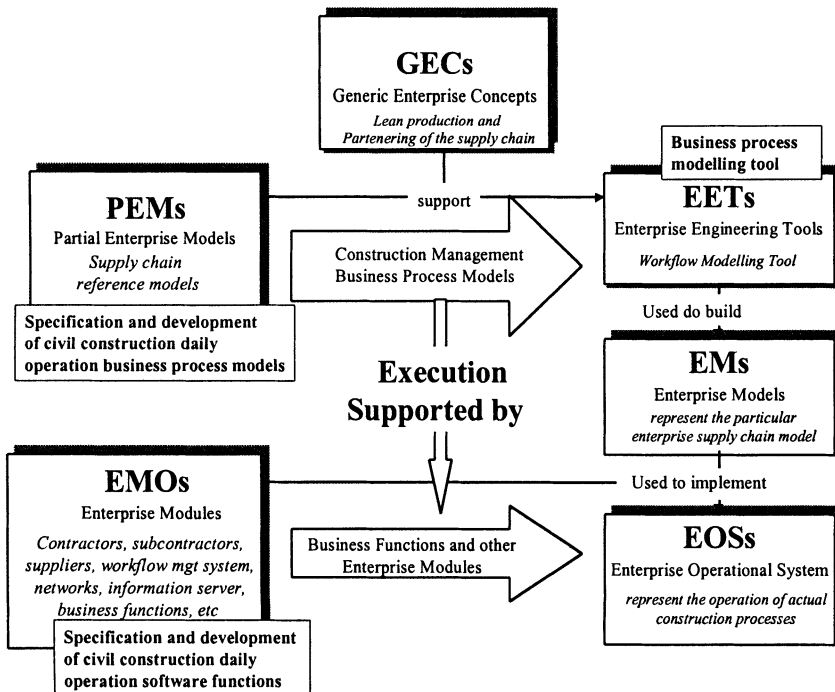 GECs
Generic Enterprise Concepts
Lean production and
Partenering of the supply chain
Business process
modelling tool
PEMs
Partial Enterprise Models
Supply chain
reference models
Specification and development
of civil construction daily
operation business process models
support
Construction Management
Business Process Models
EETs
Enterprise Engineering Tools
Workflow Modelling Tool
Used do build
Execution
Supported by
EMs
Enterprise Models
represent the particular
enterprise supply chain model
EMOs
Enterprise Modules
Contractors, subcontractors,
suppliers, workflow mgt system,
networks, information server,
business functions, etc
Specification and development
of civil construction daily
operation software functions
Used to implement
Business Functions and other
Enterprise Modules
EOSs
Enterprise Operational System
represent the operation of actual
construction processes